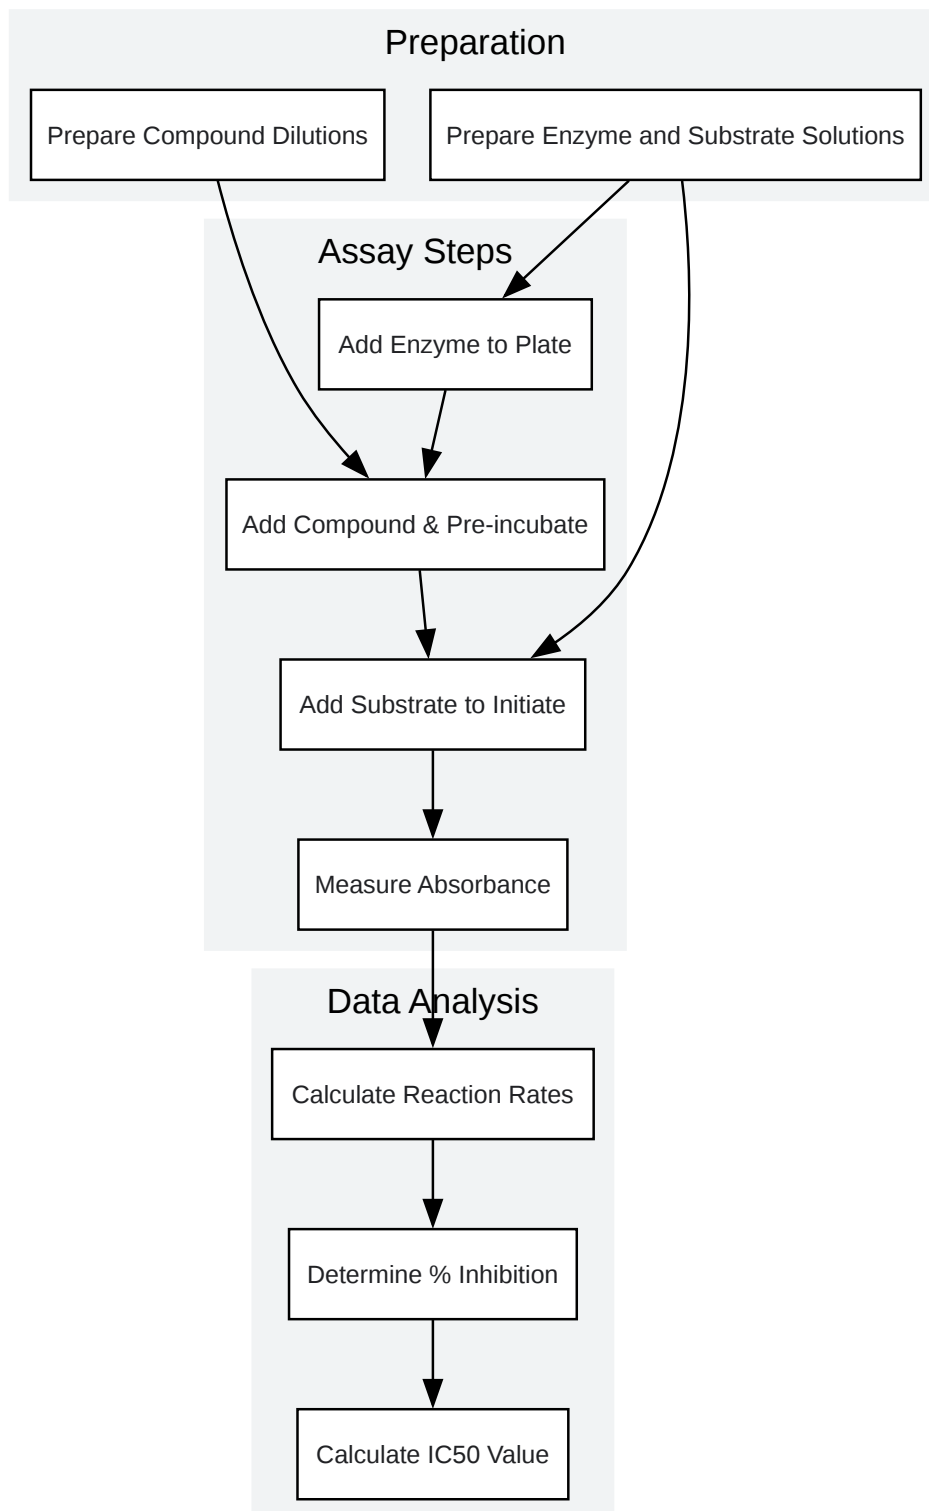 Preparation
Prepare Compound Dilutions
Prepare Enzyme and Substrate Solutions
Assay Steps
Add Enzyme to Plate
Add Compound & Pre-incubate
Add Substrate to Initiate
Measure Absorbance
Data Analysis
Calculate Reaction Rates
Determine % Inhibition
Calculate IC50 Value